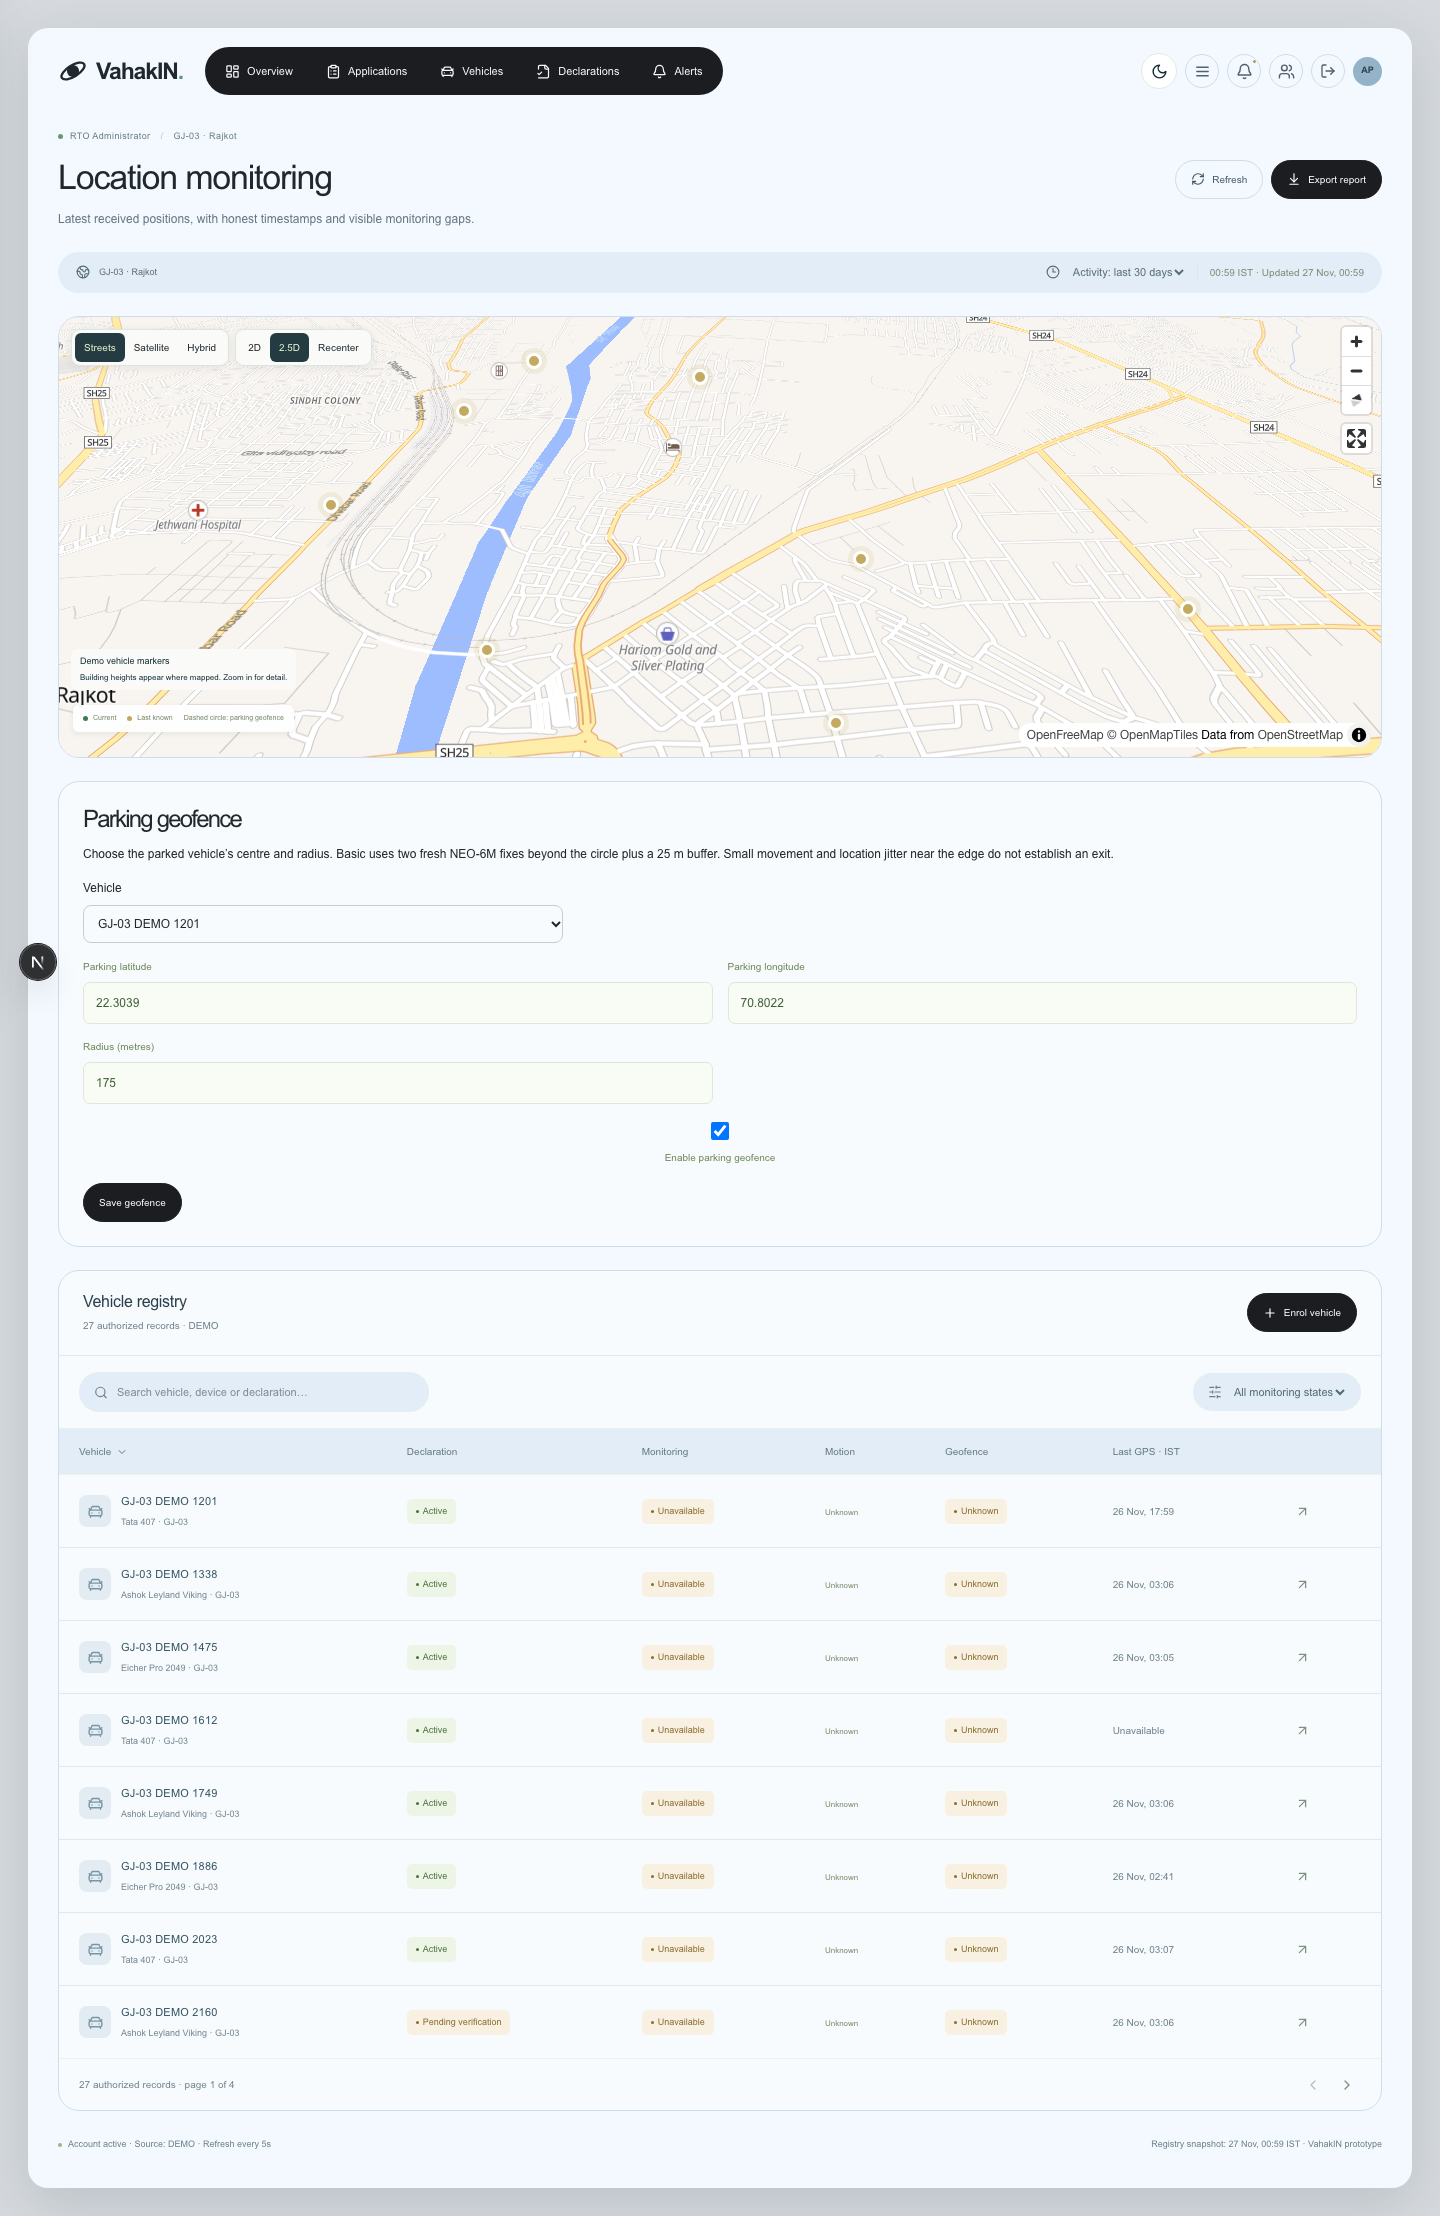 VahakIN.
Overview
Applications
Vehicles
Declarations
Alerts
AP
RTO Administrator / GJ-03 · Rajkot
Location monitoring
Refresh
Export report
Latest received positions, with honest timestamps and visible monitoring gaps.
GJ-03 · Rajkot
Activity: last 30 days
00:59 IST · Updated 27 Nov, 00:59
Streets
Satellite
Hybrid
2D
2.5D
Recenter
SH24
SH24
SH24
SH24
SH25
SH25
SINDHI COLONY
Gita vidhyalay road
Dhebar Road
Jethwani Hospital
Hariom Gold and
Silver Plating
bar Road
Demo vehicle markers
Building heights appear where mapped. Zoom in for detail.
Rajkot
Current
Last known
Dashed circle: parking geofence
SH25
OpenFreeMap © OpenMapTiles Data from OpenStreetMap
Parking geofence
Choose the parked vehicle's centre and radius. Basic uses two fresh NEO-6M fixes beyond the circle plus a 25 m buffer. Small movement and location jitter near the edge do not establish an exit.
Vehicle
GJ-03 DEMO 1201
N
Parking latitude
Parking longitude
22.3039
70.8022
Radius (metres)
175
Enable parking geofence
Save geofence
Vehicle registry
27 authorized records · DEMO
Enrol vehicle
Search vehicle, device or declaration...
All monitoring states
Vehicle
Declaration
Monitoring
Motion
Geofence
Last GPS · IST
GJ-03 DEMO 1201
Tata 407 · GJ-03
Active
Unavailable
Unknown
Unknown
26 Nov, 17:59
GJ-03 DEMO 1338
Ashok Leyland Viking · GJ-03
Active
Unavailable
Unknown
Unknown
26 Nov, 03:06
GJ-03 DEMO 1475
Eicher Pro 2049 · GJ-03
Active
Unavailable
Unknown
Unknown
26 Nov, 03:05
GJ-03 DEMO 1612
Tata 407 · GJ-03
Active
Unavailable
Unknown
Unknown
Unavailable
GJ-03 DEMO 1749
Ashok Leyland Viking · GJ-03
Active
Unavailable
Unknown
Unknown
26 Nov, 03:06
GJ-03 DEMO 1886
Eicher Pro 2049 · GJ-03
Active
Unavailable
Unknown
Unknown
26 Nov, 02:41
GJ-03 DEMO 2023
Tata 407 · GJ-03
Active
Unavailable
Unknown
Unknown
26 Nov, 03:07
GJ-03 DEMO 2160
Ashok Leyland Viking · GJ-03
Pending verification
Unavailable
Unknown
Unknown
26 Nov, 03:06
27 authorized records · page 1 of 4
Account active · Source: DEMO · Refresh every 5s
Registry snapshot: 27 Nov, 00:59 IST · VahakIN prototype